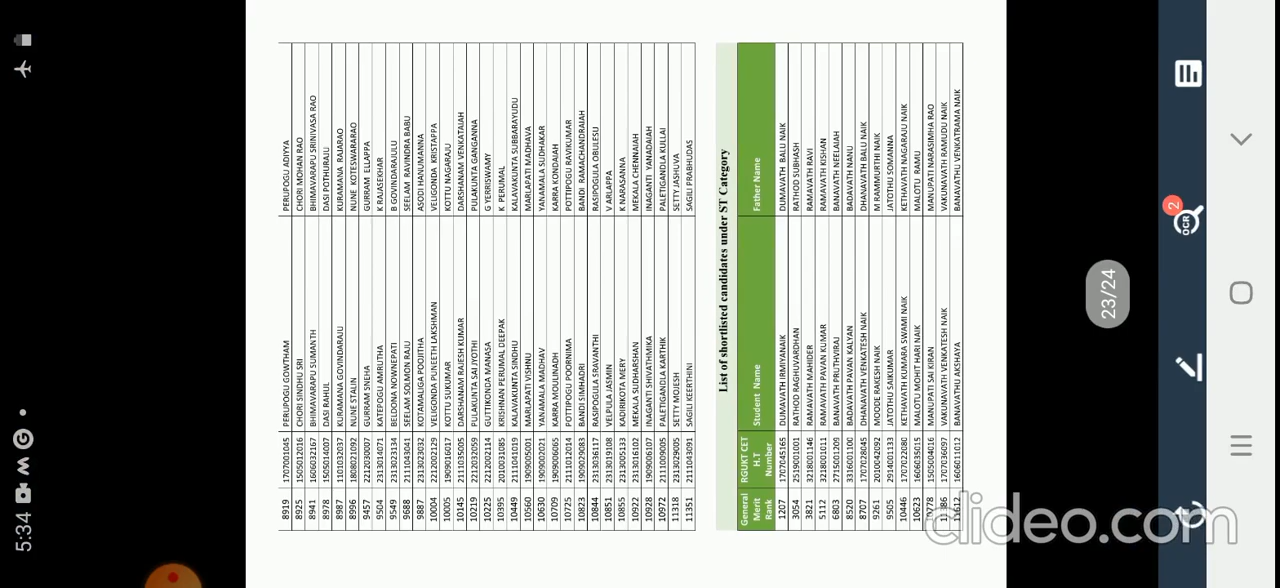 8919 1707001045 PERUPOGU GOWTHAM PERUPOGU ADIYYA
8925 1505012016 CHORI SINDHU SRI CHORI MOHAN RAO
8941 1606032167 BHIMAVARAPU SUMANTH BHIMAVARAPU SRINIVASA RAO
8978 1505014007 DASI RAHUL DASI POTHURAJU
8987 1101032037 KURAMANA GOVINDARAJU KURAMANA RAJARAO
8996 1808021092 NUNE STALIN NUNE KOTESWARARAO
9457 2212030007 GURRAM SNEHA GURRAM ELLAPPA
9504 2313014071 KATEPOGU AMRUTHA K RAJASEKHAR
9549 2313023134 BELDONA NOWNEPATI B GOVINDARAJULU
9688 2111043041 SEELAM SOLMON RAJU SEELAM RAVINDRA BABU
9887 2313023032 KOTAMALIGA POOJITHA ASODI HANUMANNA
10004 2212002129 VELIGONDA PUNEETH LAKSHMAN VELIGONDA KRISTAPPA
10005 1909016017 KOTTU SUKUMAR KOTTU NAGARAJU
10145 2111035005 DARSHANAM RAJESH KUMAR DARSHANAM VENKATAIAH
10219 2212032059 PULAKUNTA SAI JYOTHI PULAKUNTA GANGANNA
10225 2212002114 GUTTIKONDA MANASA G YERRISWAMY
10395 2010031085 KRISHNAN PERUMAL DEEPAK K PERUMAL
10449 2111041019 KALAVAKUNTA SINDHU KALAVAKUNTA SUBBARAYUDU
10560 1909005001 MARLAPATI VISHNU MARLAPATI MADHAVA
10630 1909002021 YANAMALA MADHAV YANAMALA SUDHAKAR
10709 1909006065 KARRA MOULINADH KARRA KONDAIAH
10725 2111012014 POTTIPOGU POORNIMA POTTIPOGU RAVIKUMAR
10823 1909029083 BANDI SIMHADRI BANDI RAMACHANDRAIAH
10844 2313036117 RASIPOGULA SRAVANTHI RASIPOGULA OBULESU
10851 2313019108 VELPULA JASMIN V ARLAPPA
10855 2313005133 KADIRIKOTA MERY K NARASANNA
10922 2313016102 MEKALA SUDHARSHAN MEKALA CHENNAIAH
10928 1909006107 INAGANTI SHIVATHMIKA INAGANTI YANADAIAH
10972 2111009005 PALETIGANDLA KARTHIK PALETIGANDLA KULLAI
11318 2313029005 SETTY MOJESH SETTY JASHUVA
11351 2111043091 SAGILI KEERTHINI SAGILI PRABHUDAS
List of shortlisted candidates under ST Category
General Merit Rank RGUKT CET H.T Number Student Name Father Name
1207 1707045165 DUMAVATH IRMIYANAIK DUMAVATH BALU NAIK
3054 2519001001 RATHOD RAGHUVARDHAN RATHOD SUBHASH
3821 3218001146 RAMAVATH MAHIDER RAMAVATH RAVI
5112 3218001011 RAMAVATH PAVAN KUMAR RAMAVATH KISHAN
6803 2715001209 BANAVATH PRUTHVIRAJ BANAVATH NEELAIAH
8520 3316001100 BADAVATH PAVAN KALYAN BADAVATH NANU
8707 1707028045 DHANAVATH VENKATESH NAIK DHANAVATH BALU NAIK
9261 2010042092 MOODE RAKESH NAIK M RAMMURTHI NAIK
9505 2914001133 JATOTHU SAIKUMAR JATOTHU SOMANNA
10446 1707022080 KETHAVATH KUMARA SWAMI NAIK KETHAVATH NAGARAJU NAIK
10623 1606035015 MALOTU MOHIT HARI NAIK MALOTU RAMU
10778 1505004016 MANUPATI SAI KIRAN MANUPATI NARASIMHA RAO
1707036097 VAKUNAVATH VENKATESH NAIK VAKUNAVATH RAMUDU NAIK
11612 1606011012 BANAVATHU AKSHAYA BANAVATHU VENKATRAMA NAIK
5:34
23/24
OCR
2
clideo.com